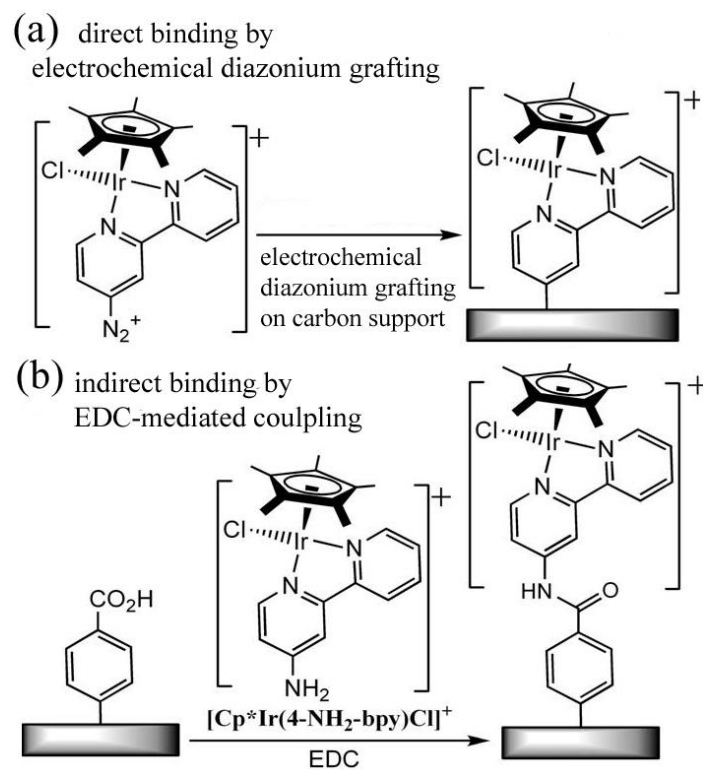 (a) direct binding by
electrochemical diazonium grafting
+
+
Cl
Ir
N
N
N₂⁺
electrochemical
diazonium grafting
on carbon support
Cl
Ir
N
N
(b) indirect binding by
EDC-mediated coulpling
+
+
CO₂H
Cl
Ir
N
N
NH₂
[Cp*Ir(4-NH₂-bpy)Cl]⁺
EDC
Cl
Ir
N
N
HN
O